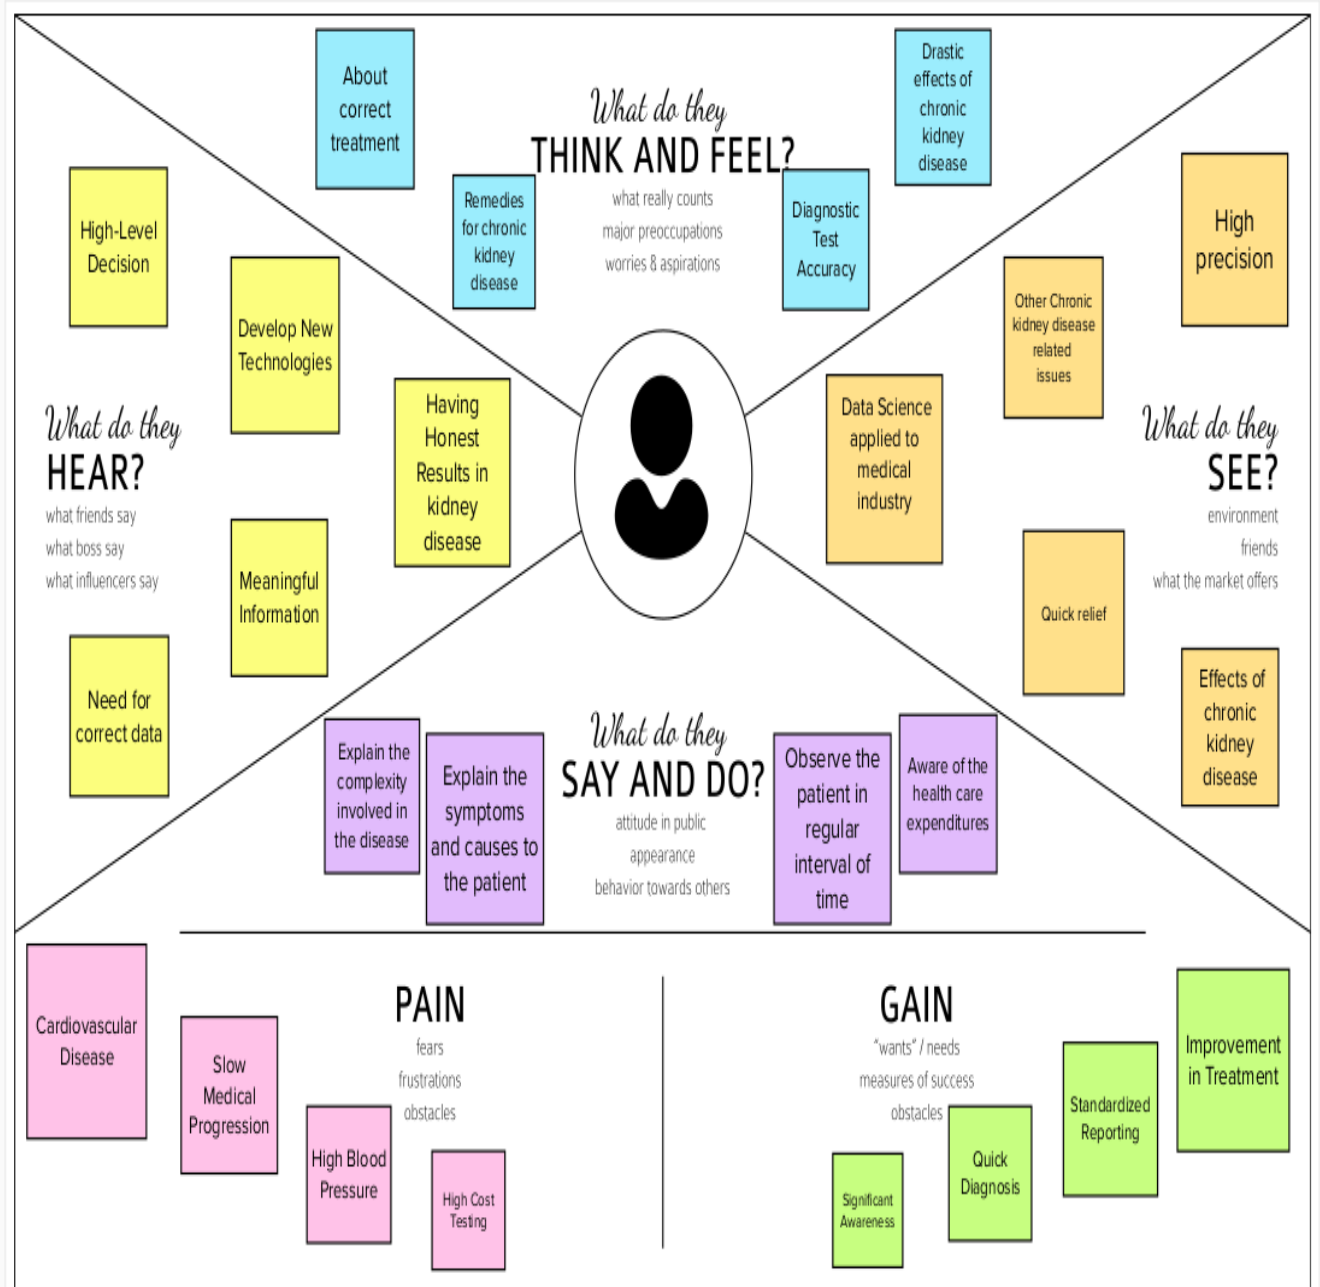 What do they
THINK AND FEEL?
what really counts
major preoccupations
worries & aspirations
About
correct
treatment
Remedies
for chronic
kidney
disease
Diagnostic
Test
Accuracy
Drastic
effects of
chronic
kidney
disease
What do they
HEAR?
what friends say
what boss say
what influencers say
High-Level
Decision
Develop New
Technologies
Having
Honest
Results in
kidney
disease
Meaningful
Information
Need for
correct data
What do they
SEE?
environment
friends
what the market offers
High
precision
Other Chronic
kidney disease
related
issues
Data Science
applied to
medical
industry
Quick relief
Effects of
chronic
kidney
disease
What do they
SAY AND DO?
attitude in public
appearance
behavior towards others
Explain the
complexity
involved in
the disease
Explain the
symptoms
and causes to
the patient
Observe the
patient in
regular
interval of
time
Aware of the
health care
expenditures
PAIN
fears
frustrations
obstacles
Cardiovascular
Disease
Slow
Medical
Progression
High Blood
Pressure
High Cost
Testing
GAIN
"wants" / needs
measures of success
obstacles
Significant
Awareness
Quick
Diagnosis
Standardized
Reporting
Improvement
in Treatment